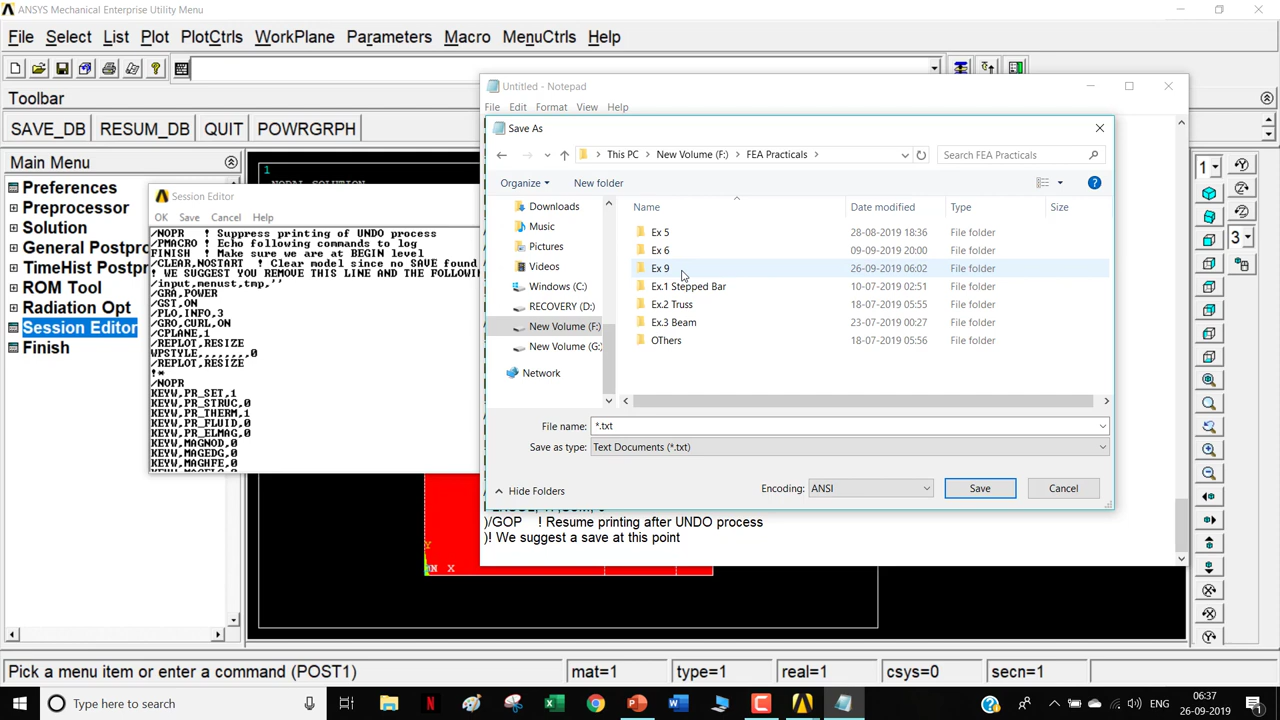 ANSYS Mechanical Enterprise Utility Menu
File Select List Plot PlotCtrls WorkPlane Parameters Macro MenuCtrls Help
Toolbar
SAVE_DB RESUM_DB QUIT POWRGRPH
Main Menu
Preferences
Preprocessor
Solution
General Postpr
TimeHist Postpr
ROM Tool
Radiation Opt
Session Editor
Finish
1
NODAL SOLUTION
Session Editor
OK Save Cancel Help
/NOPR ! Suppress printing of UNDO process
/PMACRO ! Echo following commands to log
FINISH ! Make sure we are at BEGIN level
/CLEAR,NOSTART ! Clear model since no SAVE found
! WE SUGGEST YOU REMOVE THIS LINE AND THE FOLLOWIN
/input,menust,tmp,''
/GRA,POWER
/GST,ON
/PLO,INFO,3
/GRO,CURL,ON
/CPLANE,1
/REPLOT,RESIZE
WPSTYLE,,,,,,,,0
/REPLOT,RESIZE
!*
/NOPR
KEYW,PR_SET,1
KEYW,PR_STRUC,0
KEYW,PR_THERM,1
KEYW,PR_FLUID,0
KEYW,PR_ELMAG,0
KEYW,MAGNOD,0
KEYW,MAGEDG,0
KEYW,MAGHFE,0
Untitled - Notepad
File Edit Format View Help
Save As
This PC New Volume (F:) FEA Practicals
Search FEA Practicals
Organize New folder
Downloads
Music
Pictures
Videos
Windows (C:)
RECOVERY (D:)
New Volume (F:)
New Volume (G:
Network
Name Date modified Type Size
Ex 5 28-08-2019 18:36 File folder
Ex 6 09-09-2019 20:00 File folder
Ex 9 26-09-2019 06:02 File folder
Ex.1 Stepped Bar 10-07-2019 02:51 File folder
Ex.2 Truss 18-07-2019 05:55 File folder
Ex.3 Beam 23-07-2019 00:27 File folder
OThers 18-07-2019 05:56 File folder
File name: *.txt
Save as type: Text Documents (*.txt)
Hide Folders
Encoding: ANSI Save Cancel
)/GOP ! Resume printing after UNDO process
)! We suggest a save at this point
Y
X
1
3
Pick a menu item or enter a command (POST1) mat=1 type=1 real=1 csys=0 secn=1
Type here to search
ENG
06:37
26-09-2019